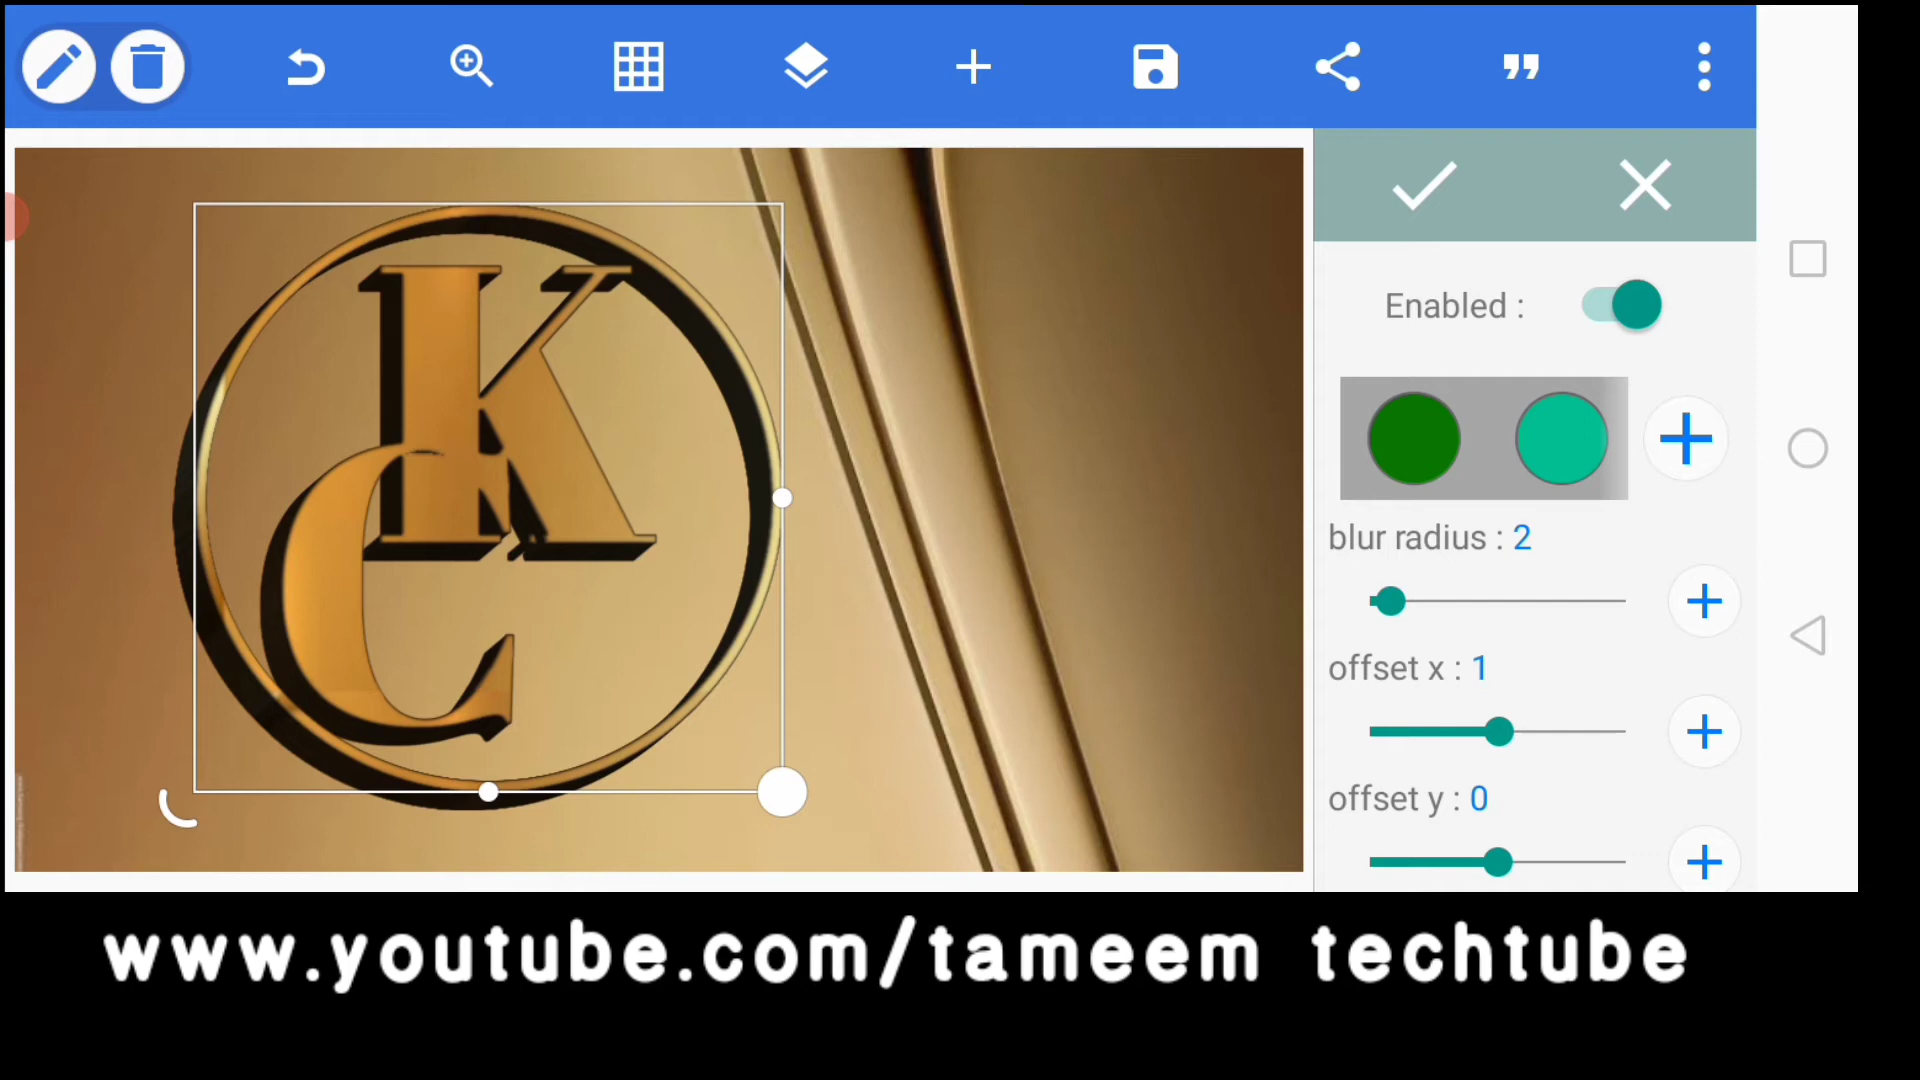 K
C
Enabled :
blur radius : 2
offset x : 1
offset y : 0
www.youtube.com/tameem techtube